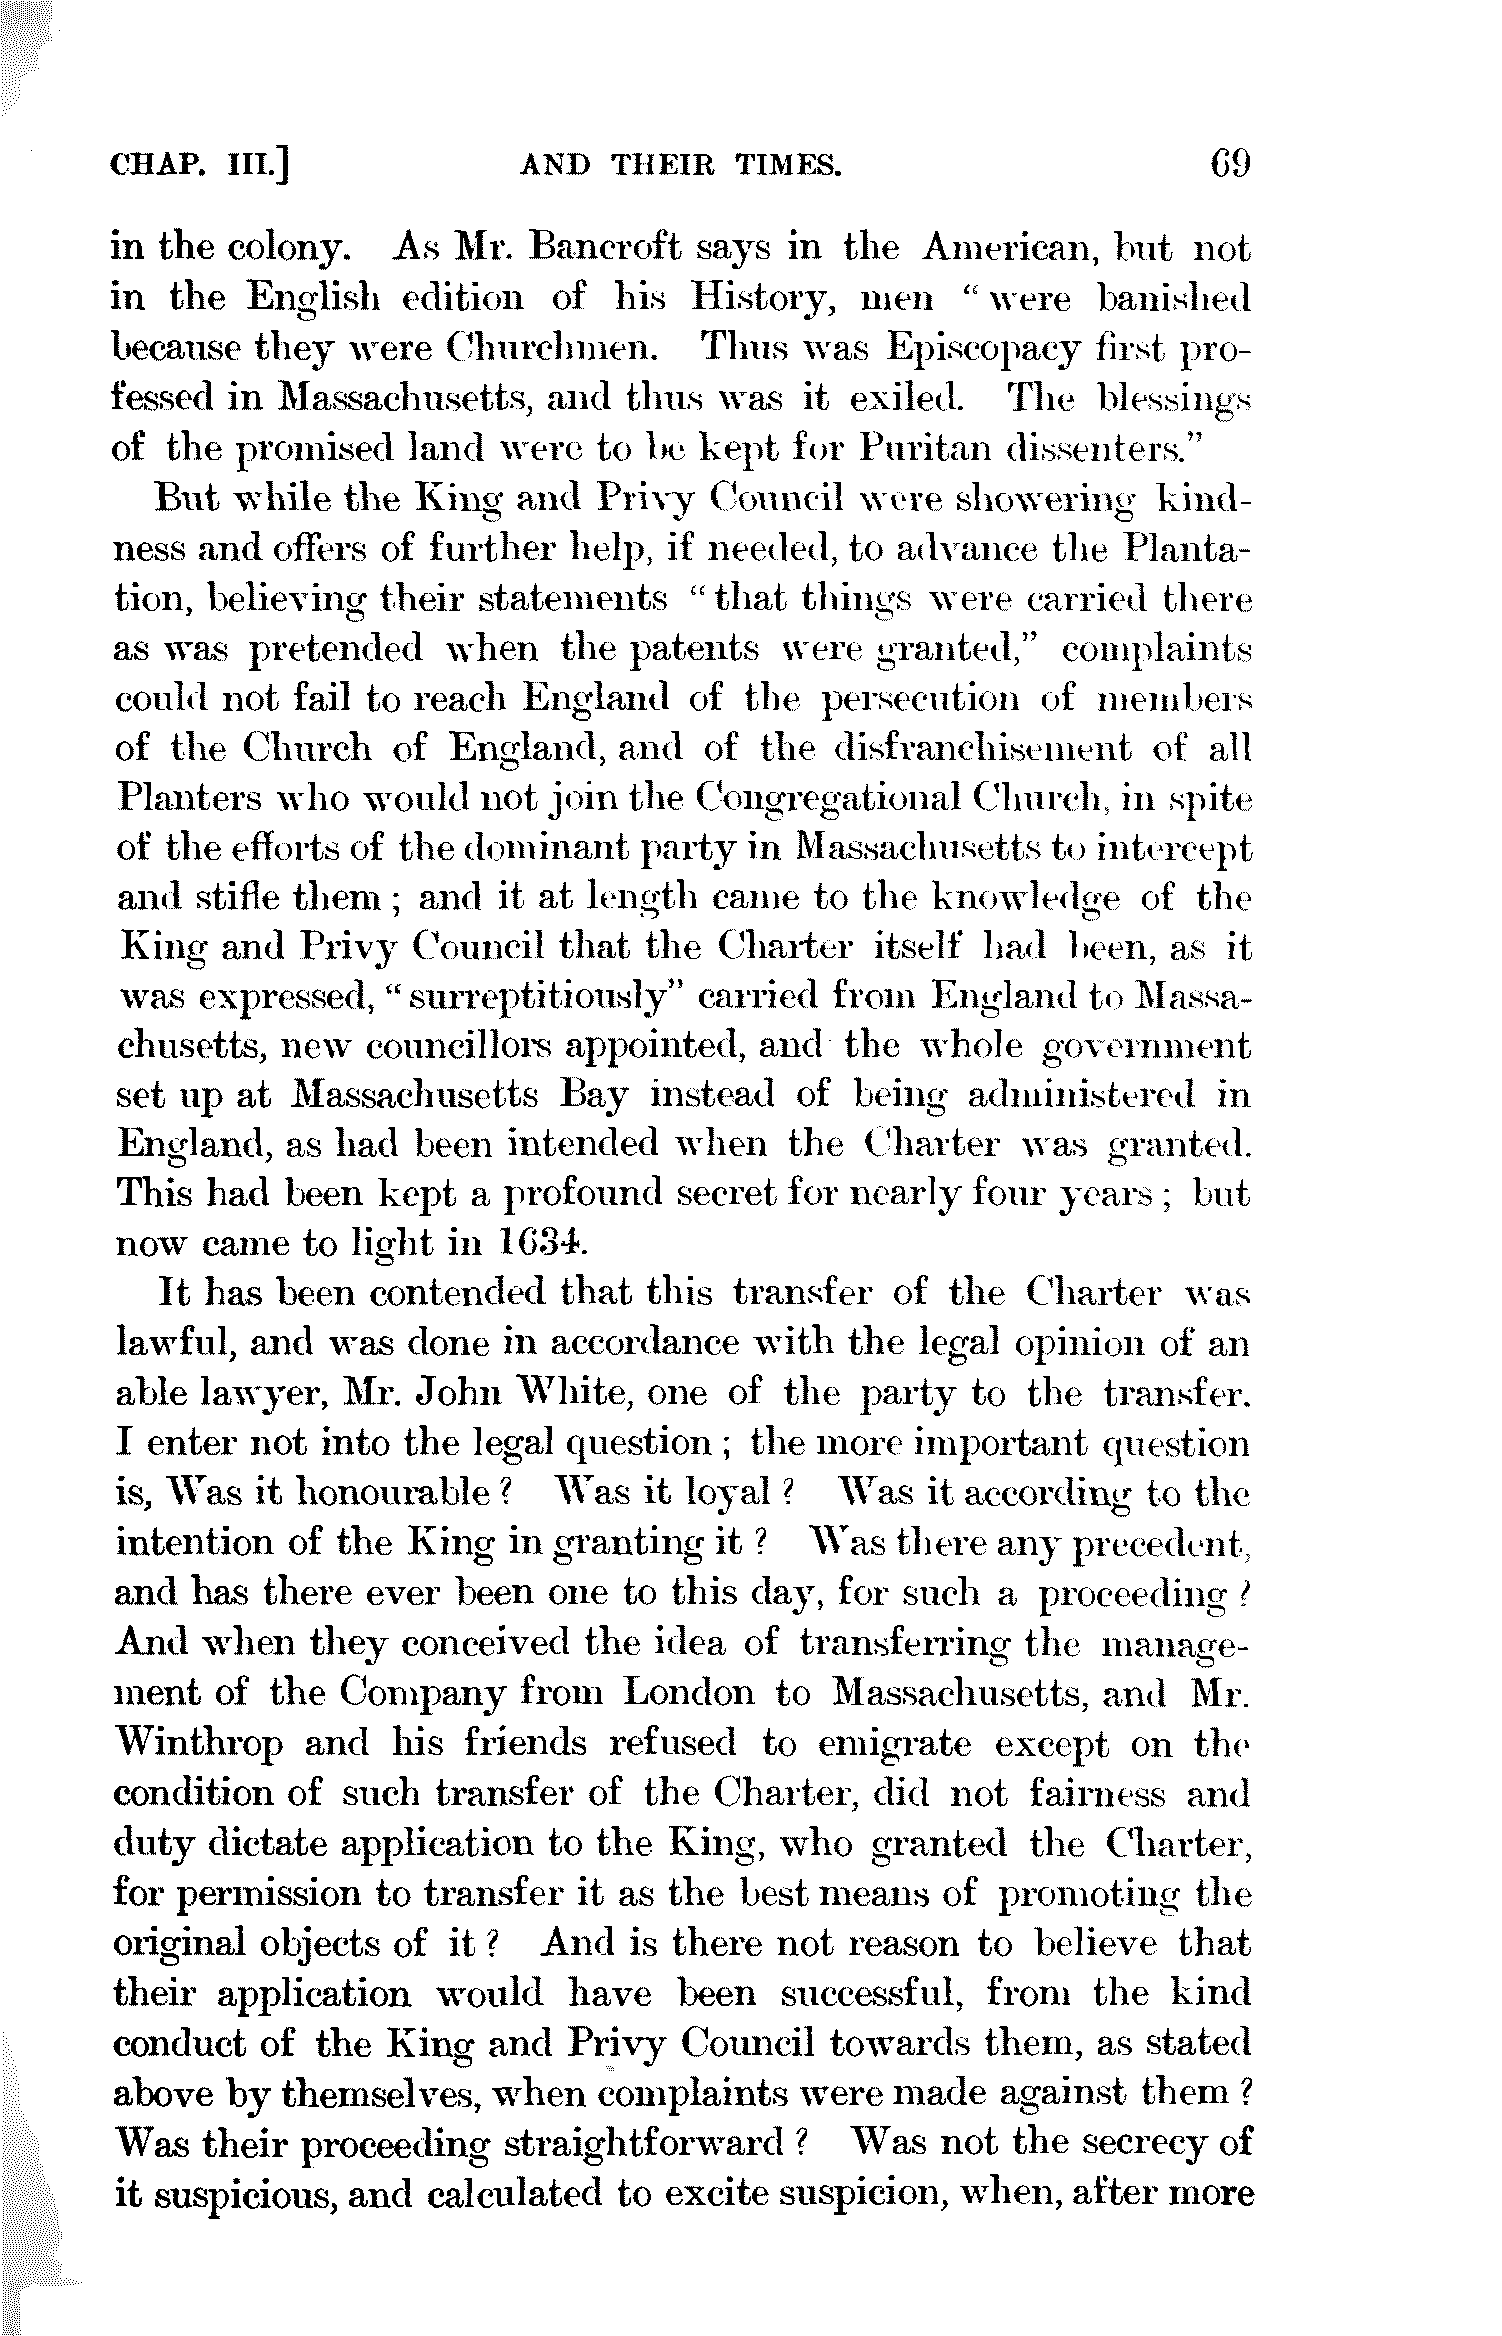 CHAP. III.] AND THEIR TIMES. 69
in the colony. As Mr. Bancroft says in the American, but not
in the English edition of his History, men “were banished
because they were Churchmen. Thus was Episcopacy first pro-
fessed in Massachusetts, and thus was it exiled. The blessings
of the promised land were to be kept for Puritan dissenters.”
But while the King and Privy Council were showering kind-
ness and offers of further help, if needed, to advance the Planta-
tion, believing their statements “that things were carried there
as was pretended when the patents were granted,” complaints
could not fail to reach England of the persecution of members
of the Church of England, and of the disfranchisement of all
Planters who would not join the Congregational Church, in spite
of the efforts of the dominant party in Massachusetts to intercept
and stifle them ; and it at length came to the knowledge of the
King and Privy Council that the Charter itself had been, as it
was expressed, “surreptitiously” carried from England to Massa-
chusetts, new councillors appointed, and the whole government
set up at Massachusetts Bay instead of being administered in
England, as had been intended when the Charter was granted.
This had been kept a profound secret for nearly four years ; but
now came to light in 1634.
It has been contended that this transfer of the Charter was
lawful, and was done in accordance with the legal opinion of an
able lawyer, Mr. John White, one of the party to the transfer.
I enter not into the legal question ; the more important question
is, Was it honourable ? Was it loyal ? Was it according to the
intention of the King in granting it ? Was there any precedent,
and has there ever been one to this day, for such a proceeding ?
And when they conceived the idea of transferring the manage-
ment of the Company from London to Massachusetts, and Mr.
Winthrop and his friends refused to emigrate except on the
condition of such transfer of the Charter, did not fairness and
duty dictate application to the King, who granted the Charter,
for permission to transfer it as the best means of promoting the
original objects of it ? And is there not reason to believe that
their application would have been successful, from the kind
conduct of the King and Privy Council towards them, as stated
above by themselves, when complaints were made against them ?
Was their proceeding straightforward ? Was not the secrecy of
it suspicious, and calculated to excite suspicion, when, after more